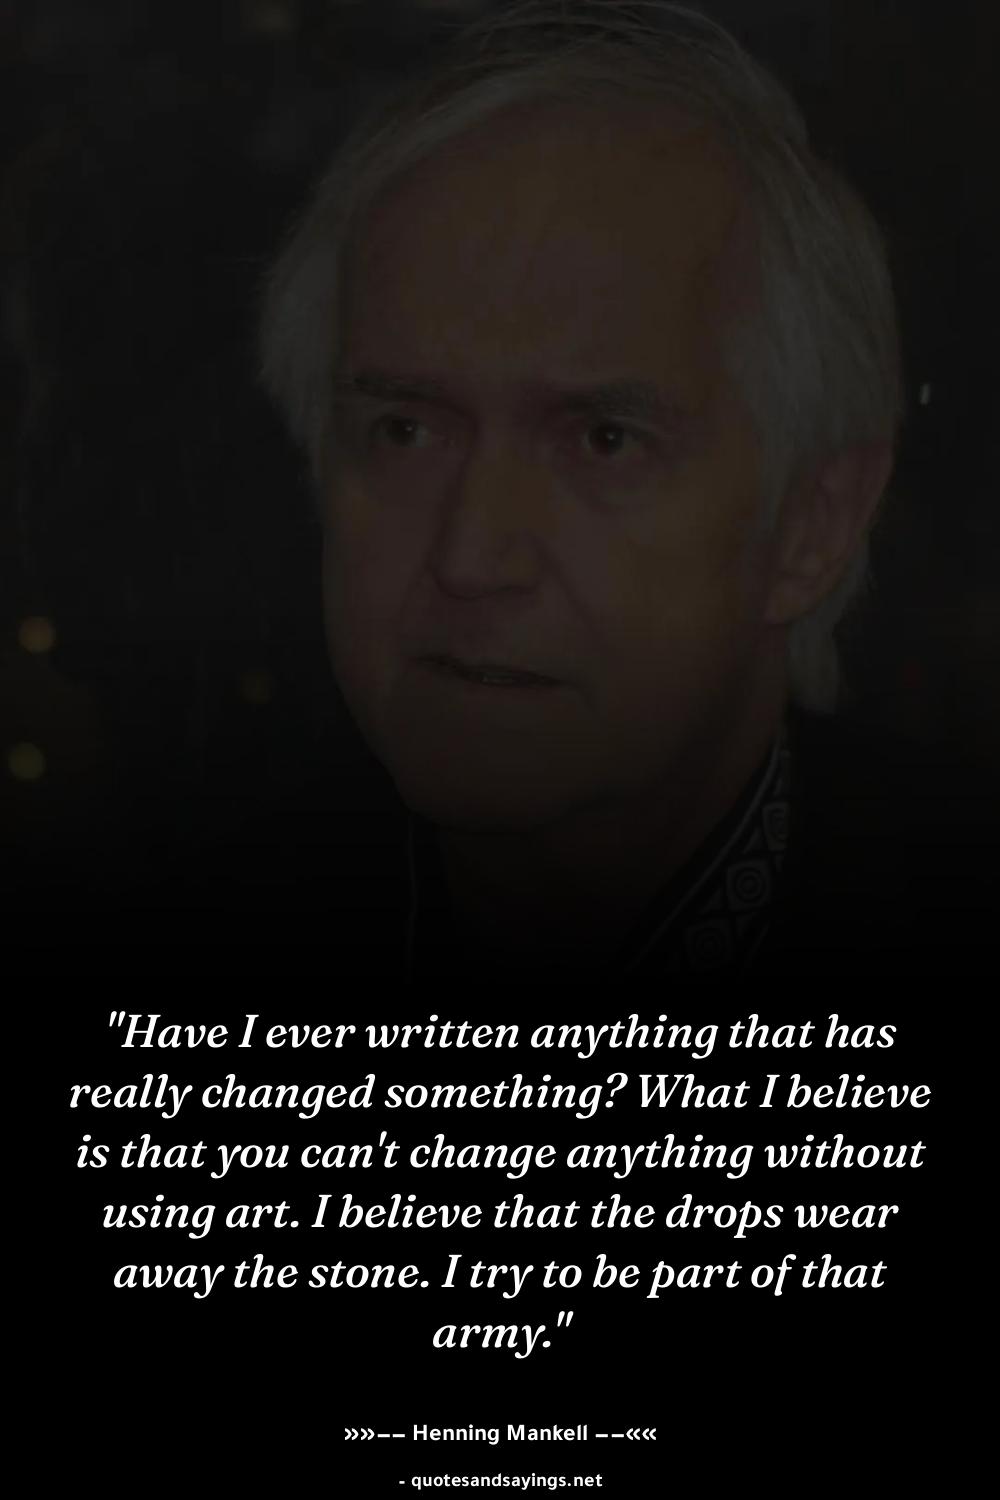 "Have I ever written anything that has
really changed something? What I believe
is that you can't change anything without
using art. I believe that the drops wear
away the stone. I try to be part of that
army."
»»–– Henning Mankell ––««
- quotesandsayings.net